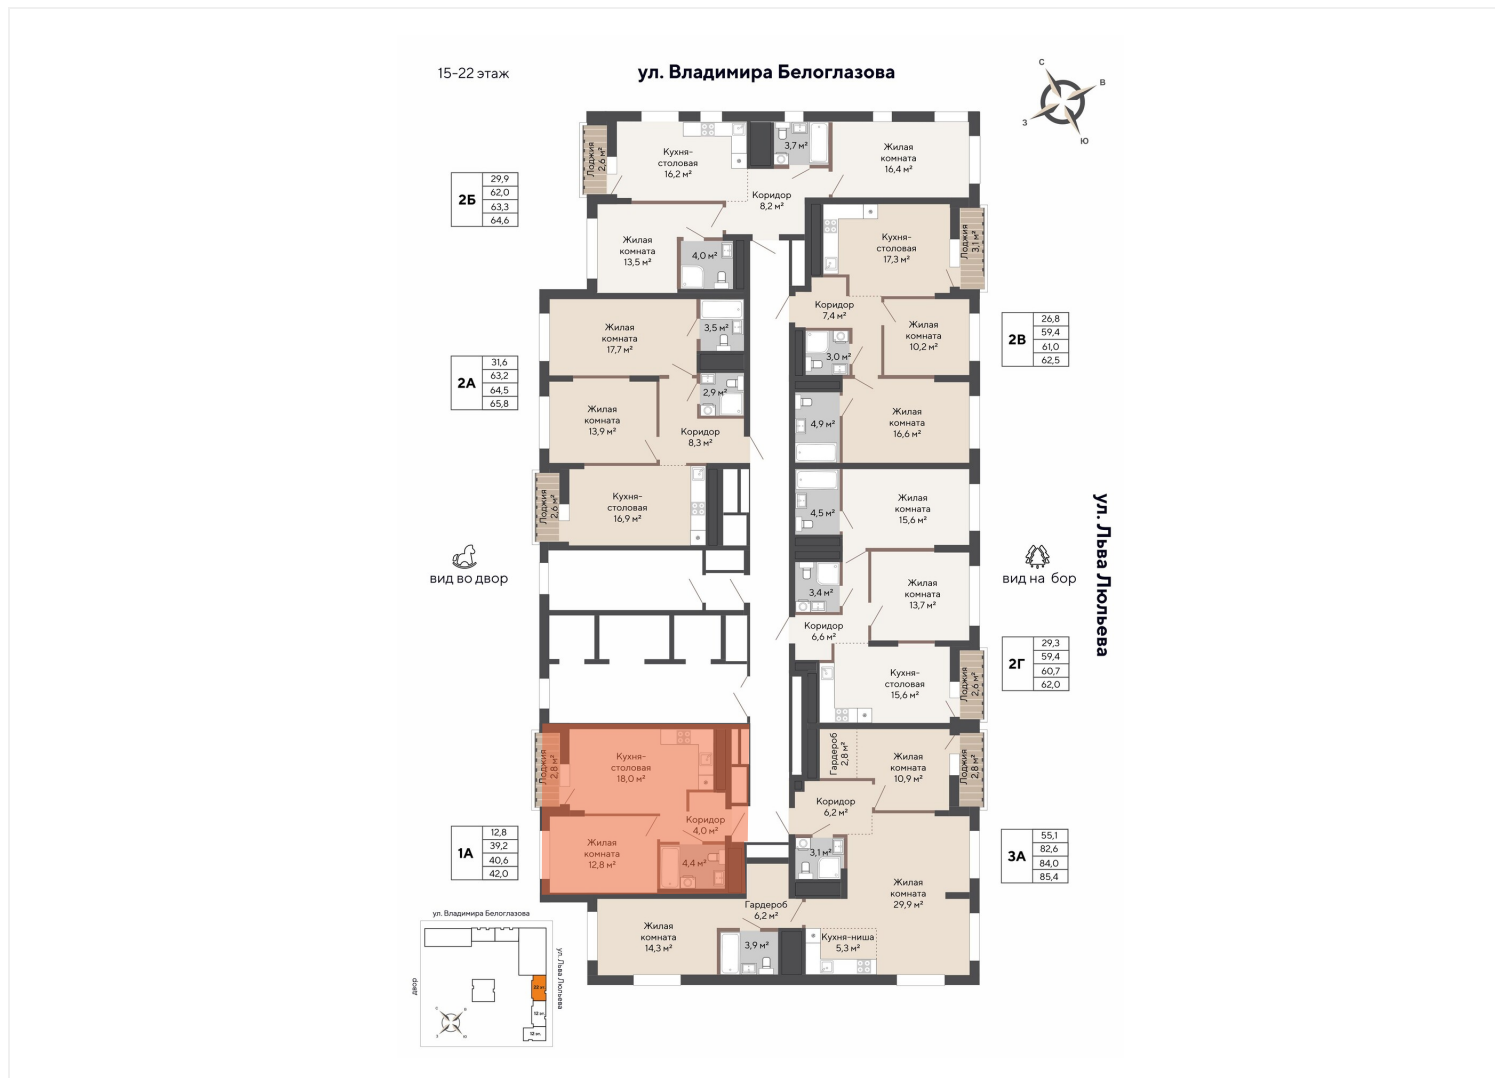 15-22 этаж
ул. Владимира Белоглазова
С
В
З
Ю
Лоджия
2,6 м²
Кухня-
столовая
16,2 м²
3,7 м²
Жилая
комната
16,4 м²
Коридор
8,2 м²
2Б
29,9
62,0
63,3
64,6
Жилая
комната
13,5 м²
4,0 м²
Кухня-
столовая
17,3 м²
Лоджия
3,1 м²
Коридор
7,4 м²
Жилая
комната
17,7 м²
3,5 м²
Жилая
комната
10,2 м²
3,0 м²
2В
26,8
59,4
61,0
62,5
2А
31,6
63,2
64,5
65,8
2,9 м²
Жилая
комната
13,9 м²
Коридор
8,3 м²
4,9 м²
Жилая
комната
16,6 м²
Лоджия
2,6 м²
Кухня-
столовая
16,9 м²
4,5 м²
Жилая
комната
15,6 м²
ул. Льва Люльева
вид во двор
вид на бор
3,4 м²
Жилая
комната
13,7 м²
Коридор
6,6 м²
Кухня-
столовая
15,6 м²
Лоджия
2,6 м²
2Г
29,3
59,4
60,7
62,0
Лоджия
2,8 м²
Кухня-
столовая
18,0 м²
Гардероб
2,8 м²
Жилая
комната
10,9 м²
Лоджия
2,8 м²
Коридор
4,0 м²
Коридор
6,2 м²
1А
12,8
39,2
40,6
42,0
Жилая
комната
12,8 м²
4,4 м²
3,1 м²
3А
55,1
82,6
84,0
85,4
Жилая
комната
29,9 м²
Гардероб
6,2 м²
Жилая
комната
14,3 м²
3,9 м²
Кухня-ниша
5,3 м²
ул. Владимира Белоглазова
двор
ул. Льва Люльева
22 эт.
12 эт.
12 эт.
С
В
З
Ю